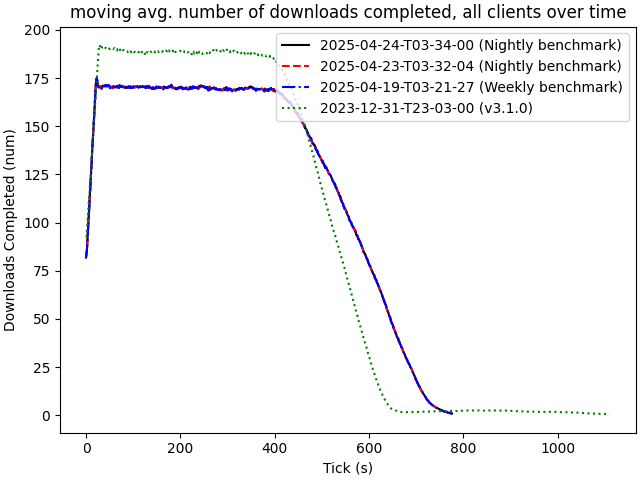 moving avg. number of downloads completed, all clients over time
2025-04-24-T03-34-00 (Nightly benchmark)
2025-04-23-T03-32-04 (Nightly benchmark)
2025-04-19-T03-21-27 (Weekly benchmark)
2023-12-31-T23-03-00 (v3.1.0)
Downloads Completed (num)
200
175
150
125
100
75
50
25
0
0 200 400 600 800 1000
Tick (s)